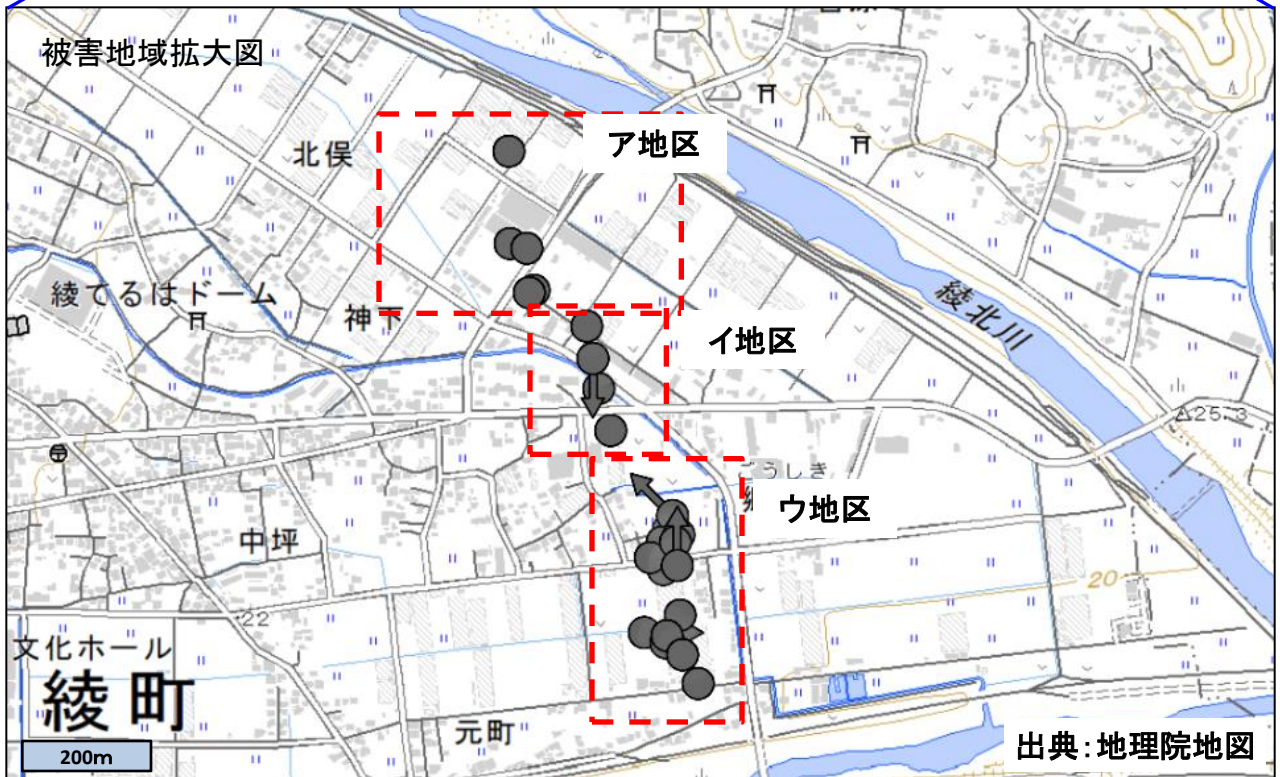 被害地域拡大図
ア地区
北俣
綾てるはドーム
神下
綾北川
イ地区
25.3
ごうしき
ウ地区
中坪
20
22
文化ホール
綾町
元町
200m
出典:地理院地図